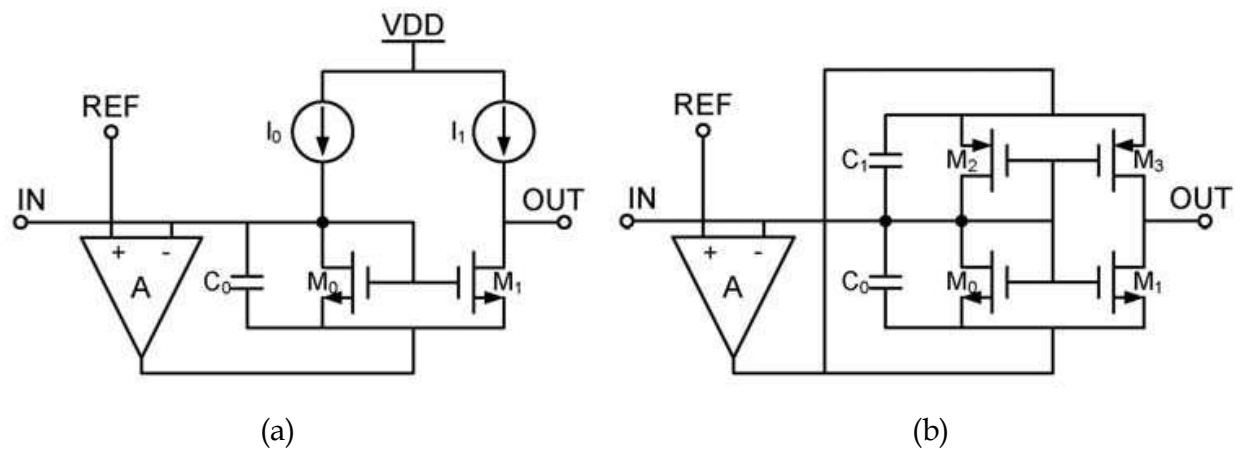 VDD
REF
I0
I1
IN
OUT
+
-
A
C0
M0
M1
(a)
REF
C1
M2
M3
IN
OUT
+
-
A
C0
M0
M1
(b)